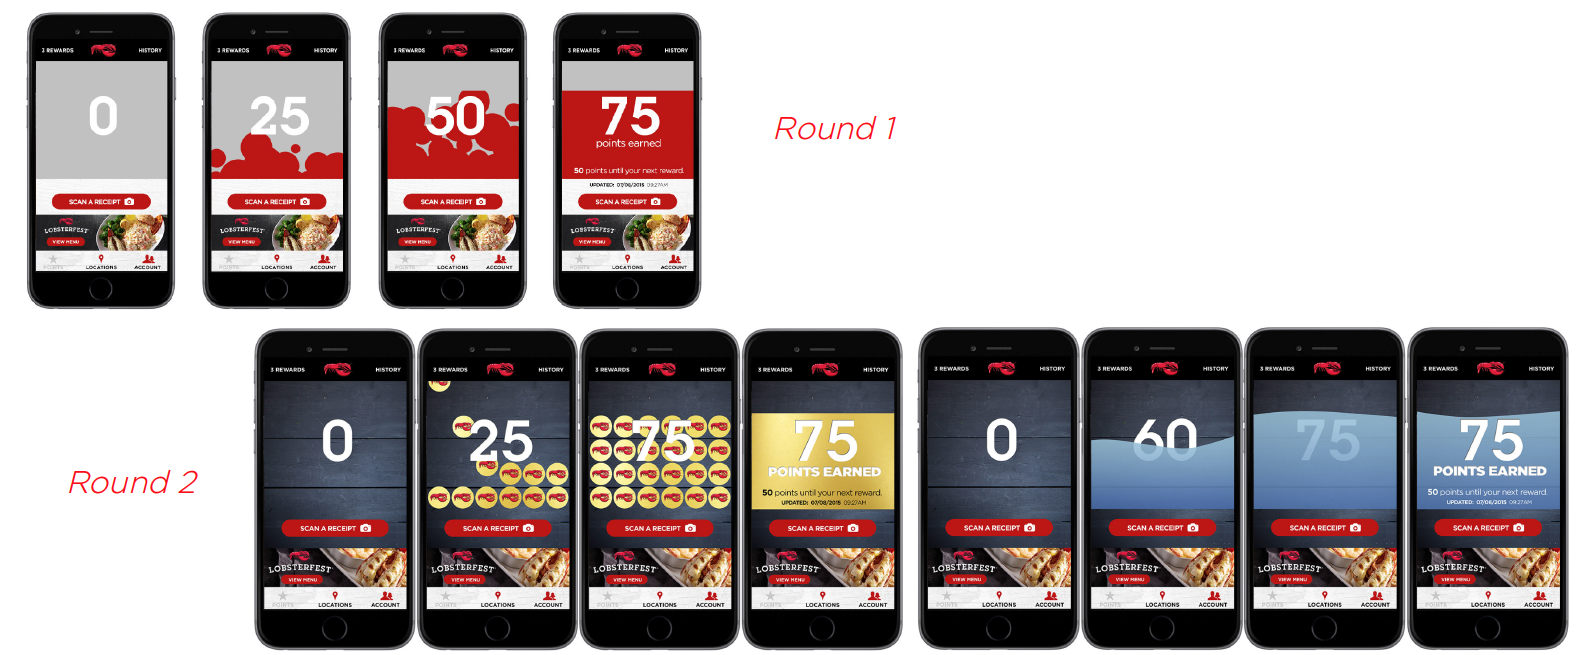 3 REWARDS HISTORY
0
SCAN A RECEIPT
LOBSTERFEST
VIEW MENU
POINTS LOCATIONS ACCOUNT
3 REWARDS HISTORY
25
SCAN A RECEIPT
LOBSTERFEST
VIEW MENU
POINTS LOCATIONS ACCOUNT
3 REWARDS HISTORY
50
SCAN A RECEIPT
LOBSTERFEST
VIEW MENU
POINTS LOCATIONS ACCOUNT
3 REWARDS HISTORY
75
points earned
50 points until your next reward.
UPDATED: 07/06/2015 09:27AM
SCAN A RECEIPT
LOBSTERFEST
VIEW MENU
POINTS LOCATIONS ACCOUNT
Round 1
Round 2
3 REWARDS HISTORY
0
SCAN A RECEIPT
LOBSTERFEST
VIEW MENU
POINTS LOCATIONS ACCOUNT
3 REWARDS HISTORY
25
SCAN A RECEIPT
LOBSTERFEST
VIEW MENU
POINTS LOCATIONS ACCOUNT
3 REWARDS HISTORY
75
SCAN A RECEIPT
LOBSTERFEST
VIEW MENU
POINTS LOCATIONS ACCOUNT
3 REWARDS HISTORY
75
POINTS EARNED
50 points until your next reward.
UPDATED: 07/06/2015 09:27AM
SCAN A RECEIPT
LOBSTERFEST
VIEW MENU
POINTS LOCATIONS ACCOUNT
3 REWARDS HISTORY
0
SCAN A RECEIPT
LOBSTERFEST
VIEW MENU
POINTS LOCATIONS ACCOUNT
3 REWARDS HISTORY
60
SCAN A RECEIPT
LOBSTERFEST
VIEW MENU
POINTS LOCATIONS ACCOUNT
3 REWARDS HISTORY
75
SCAN A RECEIPT
LOBSTERFEST
VIEW MENU
POINTS LOCATIONS ACCOUNT
3 REWARDS HISTORY
75
POINTS EARNED
50 points until your next reward.
UPDATED: 07/06/2015 09:27AM
SCAN A RECEIPT
LOBSTERFEST
VIEW MENU
POINTS LOCATIONS ACCOUNT